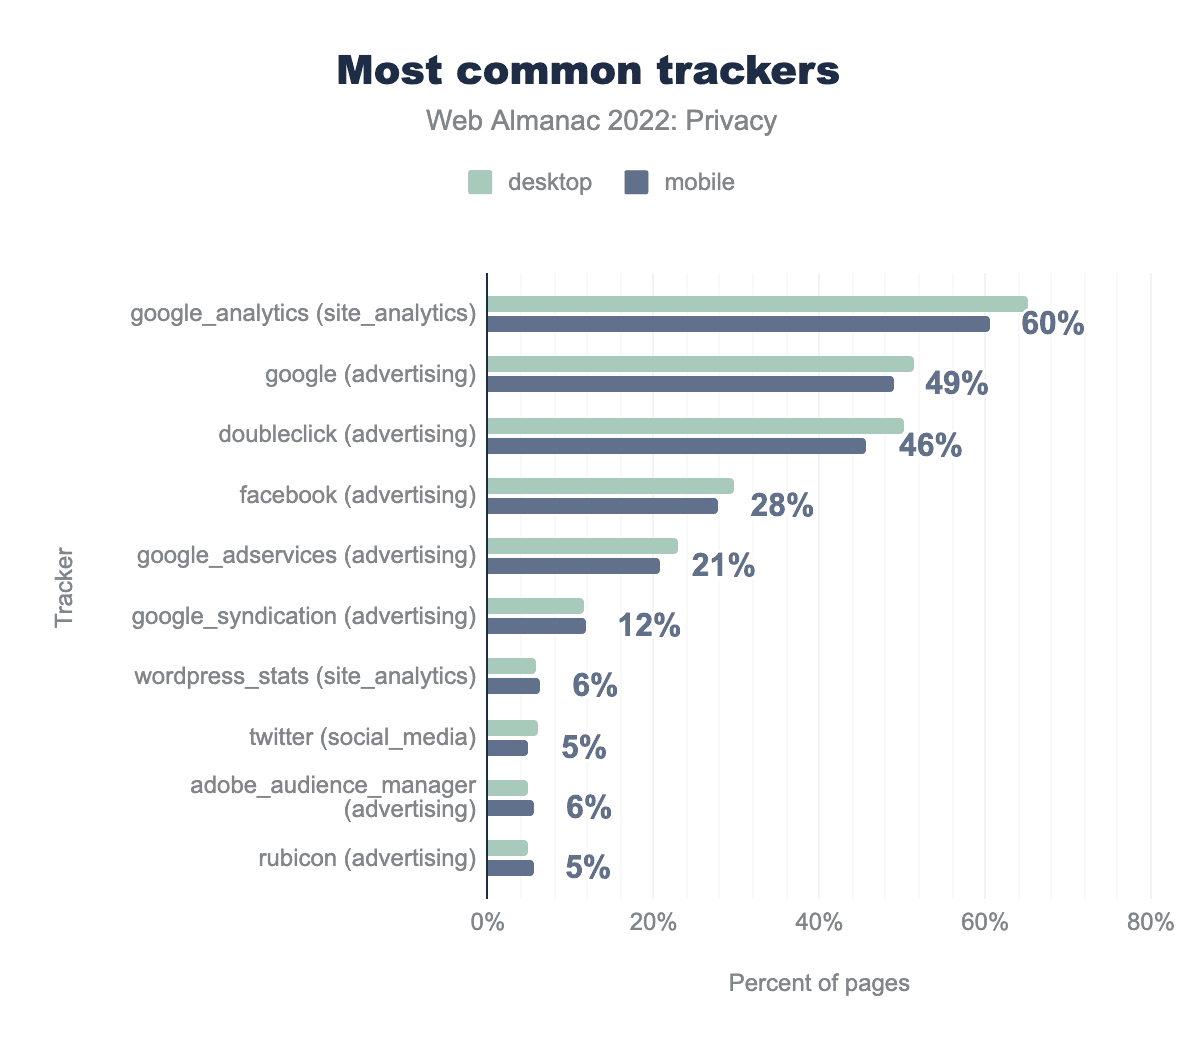 Most common trackers
Web Almanac 2022: Privacy
desktop mobile
google_analytics (site_analytics) 60%
google (advertising) 49%
doubleclick (advertising) 46%
facebook (advertising) 28%
google_adservices (advertising) 21%
google_syndication (advertising) 12%
wordpress_stats (site_analytics) 6%
twitter (social_media) 5%
adobe_audience_manager
(advertising) 6%
rubicon (advertising) 5%
Tracker
0% 20% 40% 60% 80%
Percent of pages